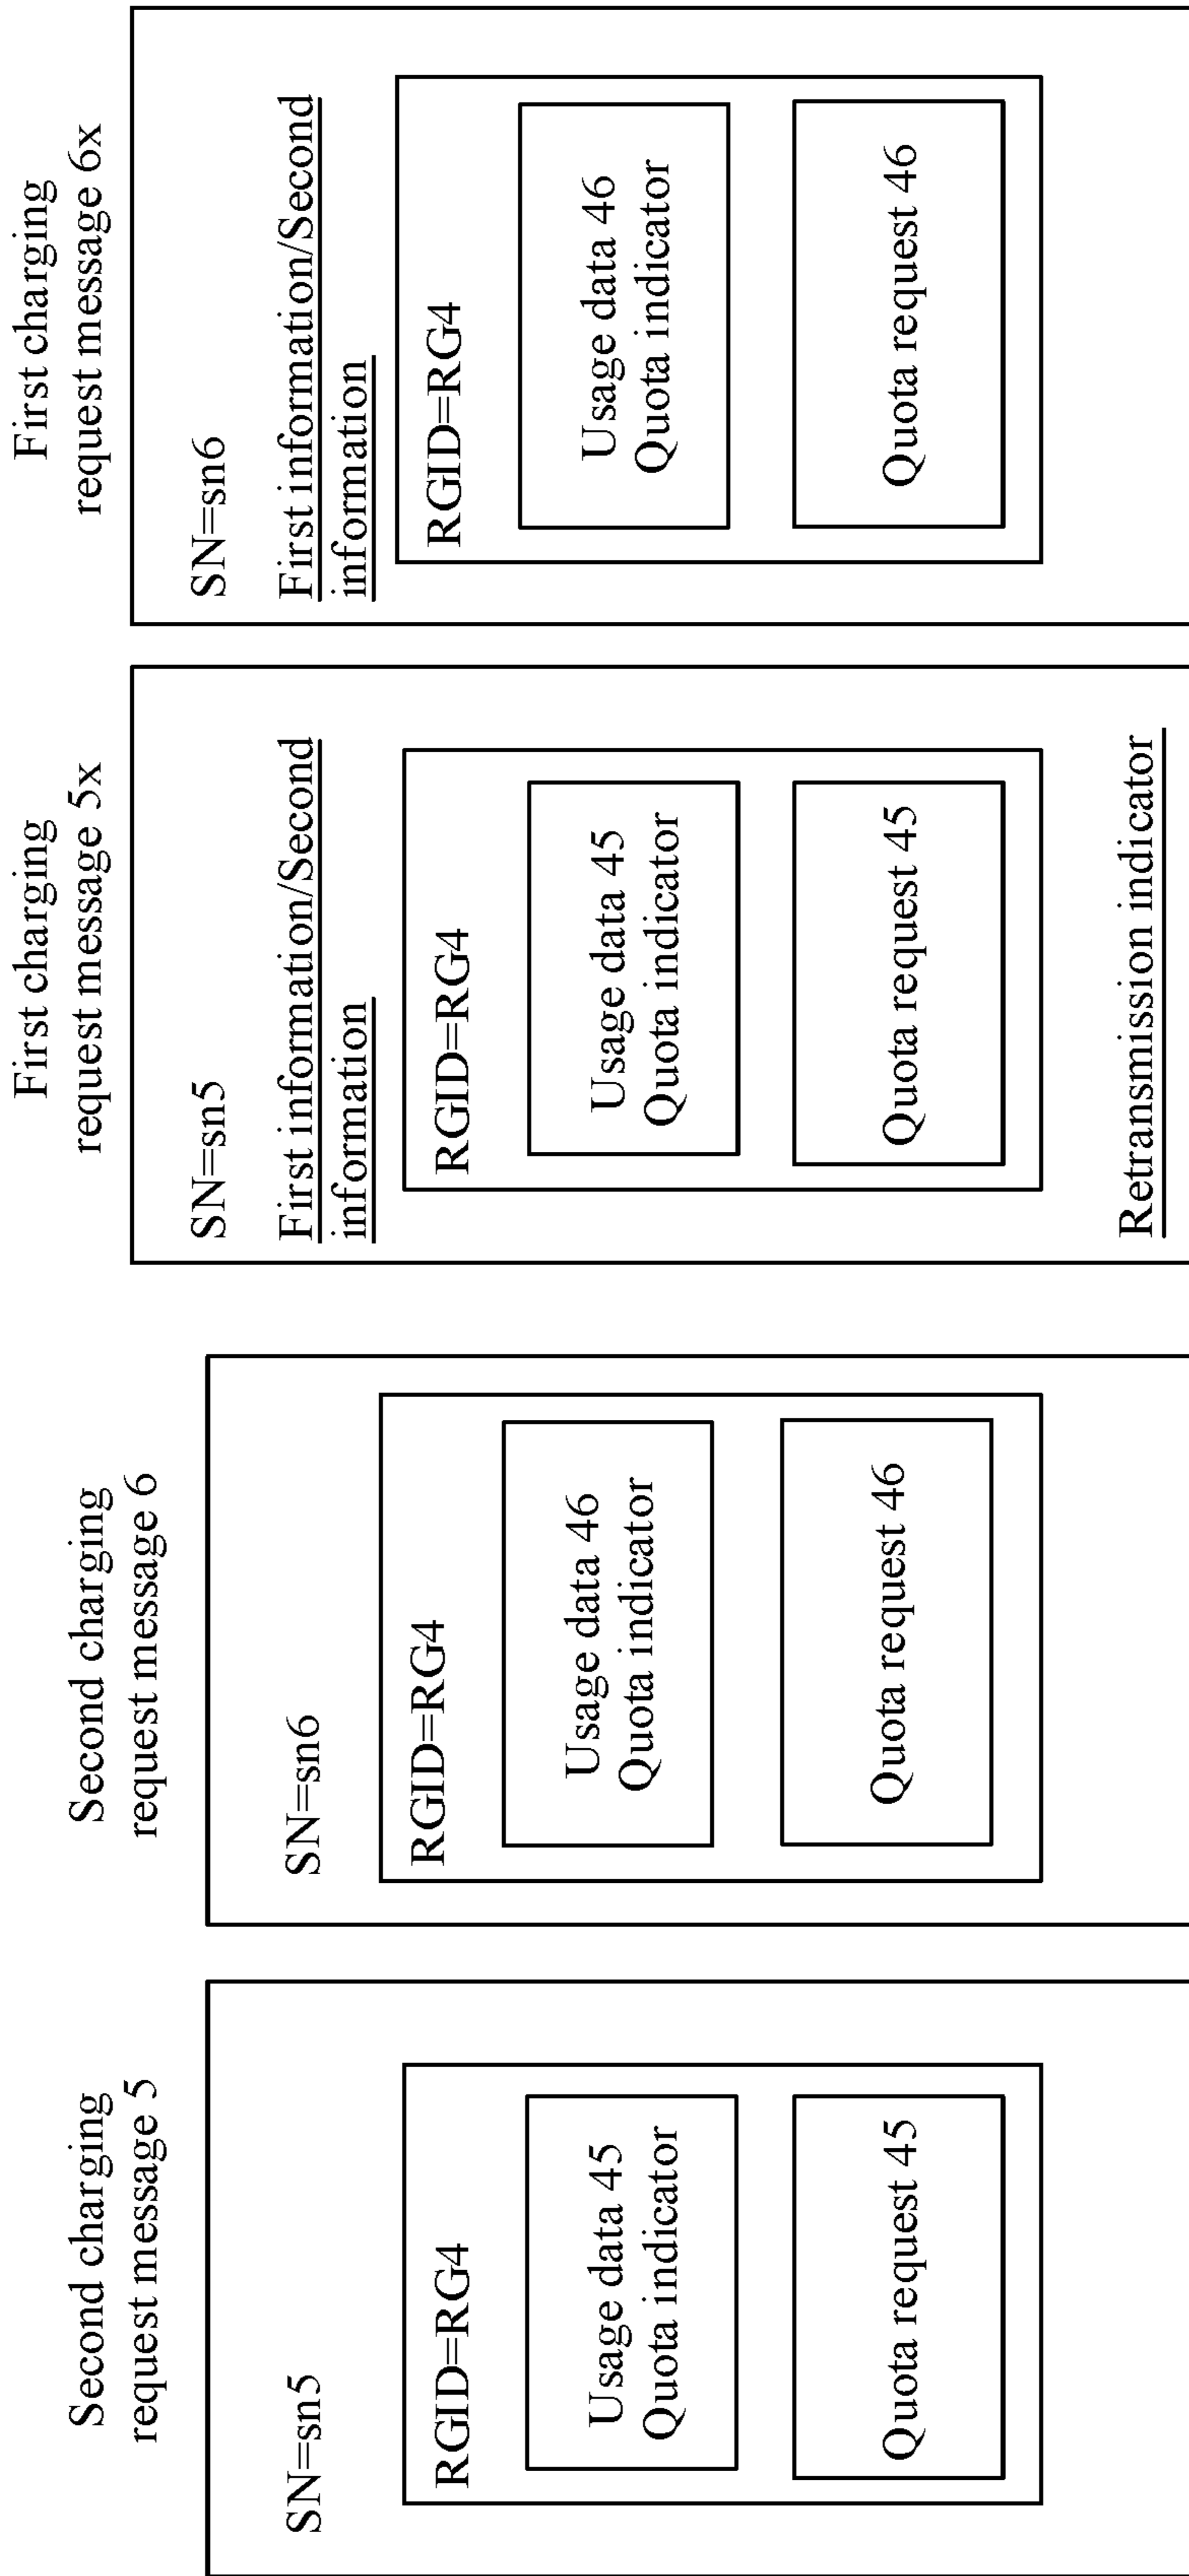 Second charging
request message 5
SN=sn5
RGID=RG4
Usage data 45
Quota indicator
Quota request 45
Second charging
request message 6
SN=sn6
RGID=RG4
Usage data 46
Quota indicator
Quota request 46
First charging
request message 5x
SN=sn5
First information/Second
information
RGID=RG4
Usage data 45
Quota indicator
Quota request 45
Retransmission indicator
First charging
request message 6x
SN=sn6
First information/Second
information
RGID=RG4
Usage data 46
Quota indicator
Quota request 46